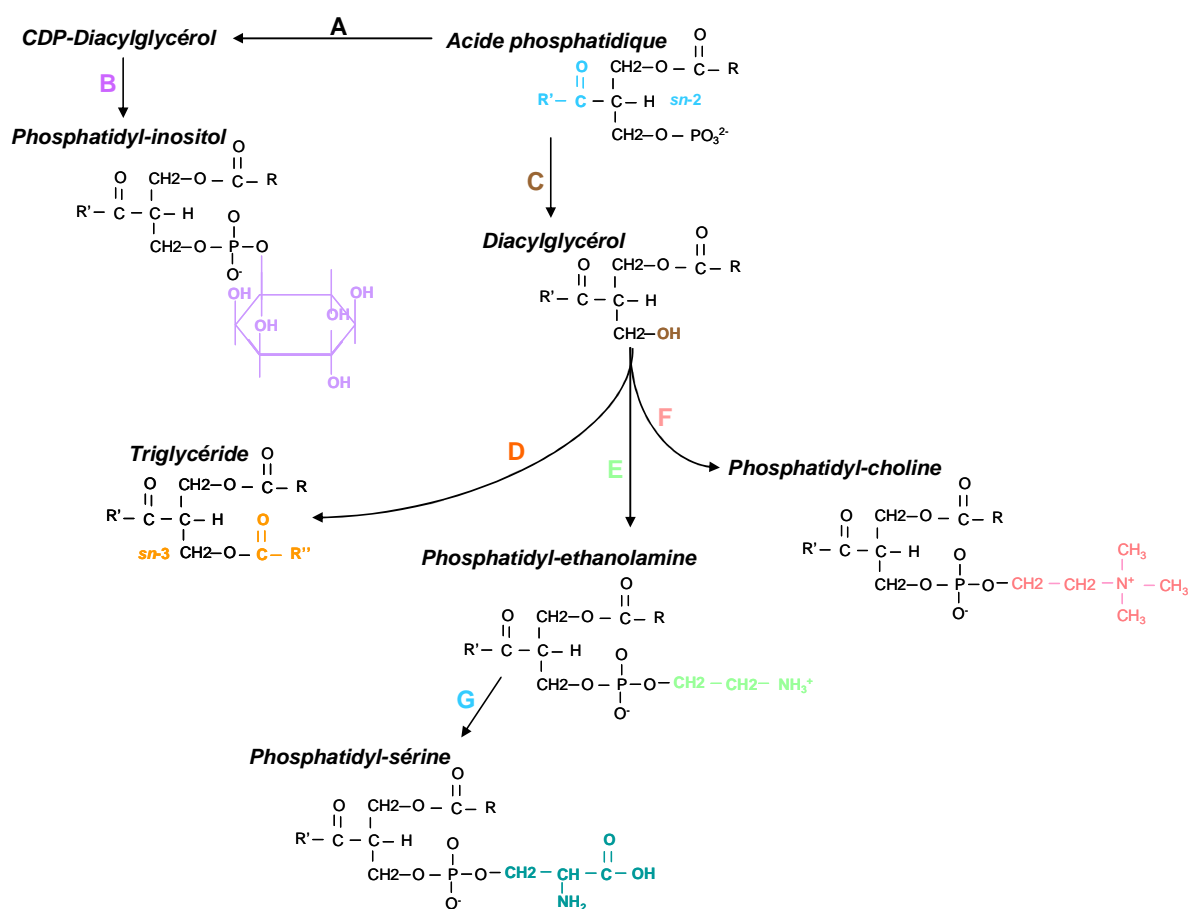 CDP-Diacylglycérol
A
Acide phosphatidique
O
CH2–O – C – R
O
R'– C – C – H sn-2
CH2–O – PO₃²⁻
B
Phosphatidyl-inositol
O
O
CH2–O – C – R
R'– C – C – H
O
CH2–O – P – O
O⁻
OH
OH
OH
OH
OH
C
Diacylglycérol
O
O
CH2–O – C – R
R'– C – C – H
CH2–OH
D
E
F
Triglycéride
O
O
CH2–O – C – R
R'– C – C – H
O
sn-3 CH2–O – C – R''
Phosphatidyl-ethanolamine
O
O
CH2–O – C – R
R'– C – C – H
O
CH2–O – P –O– CH2 – CH2– NH₃⁺
O⁻
Phosphatidyl-choline
O
O
CH2–O – C – R
R'– C – C – H
O
CH₃
CH2–O – P –O– CH2 – CH2 – N⁺ – CH₃
O⁻
CH₃
G
Phosphatidyl-sérine
O
O
CH2–O – C – R
R'– C – C – H
O
O
CH2–O – P –O– CH2 – CH – C – OH
O⁻
NH₂